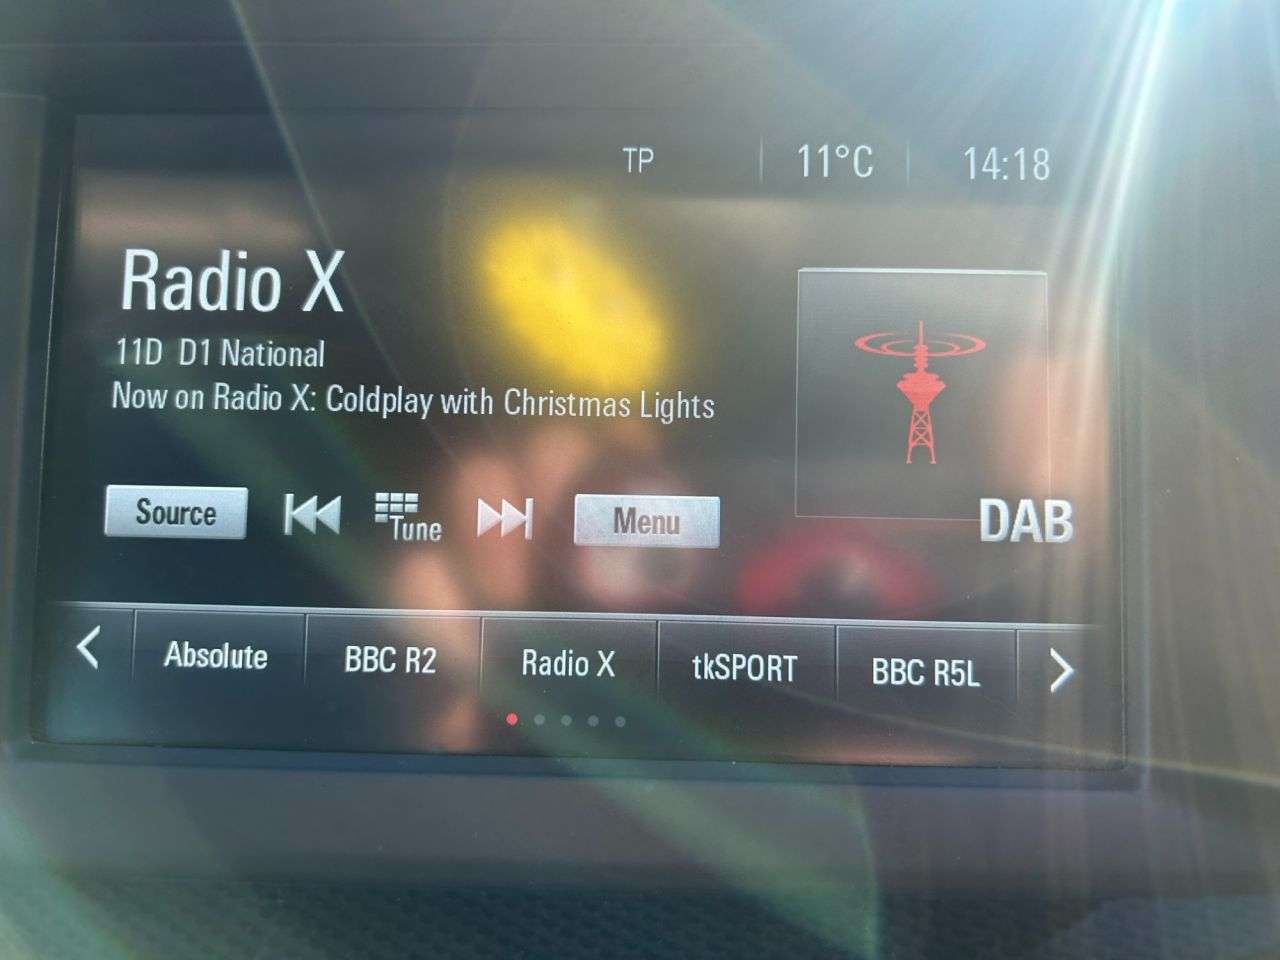 TP 11°C 14:18
Radio X
11D D1 National
Now on Radio X: Coldplay with Christmas Lights
Source Tune Menu
DAB
Absolute BBC R2 Radio X tkSPORT BBC R5L